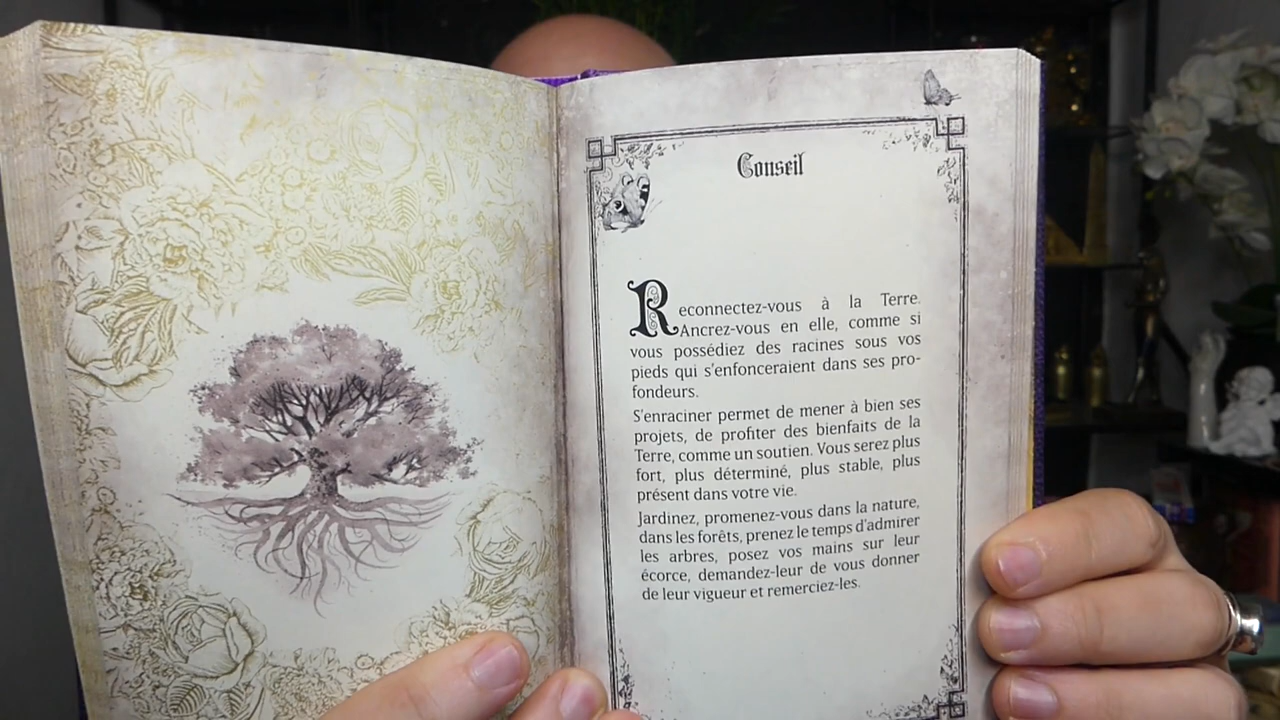 Conseil
Reconnectez-vous à la Terre.
Ancrez-vous en elle, comme si
vous possédiez des racines sous vos
pieds qui s'enfonceraient dans ses pro-
fondeurs.
S'enraciner permet de mener à bien ses
projets, de profiter des bienfaits de la
Terre, comme un soutien. Vous serez plus
fort, plus déterminé, plus stable, plus
présent dans votre vie.
Jardinez, promenez-vous dans la nature,
dans les forêts, prenez le temps d'admirer
les arbres, posez vos mains sur leur
écorce, demandez-leur de vous donner
de leur vigueur et remerciez-les.